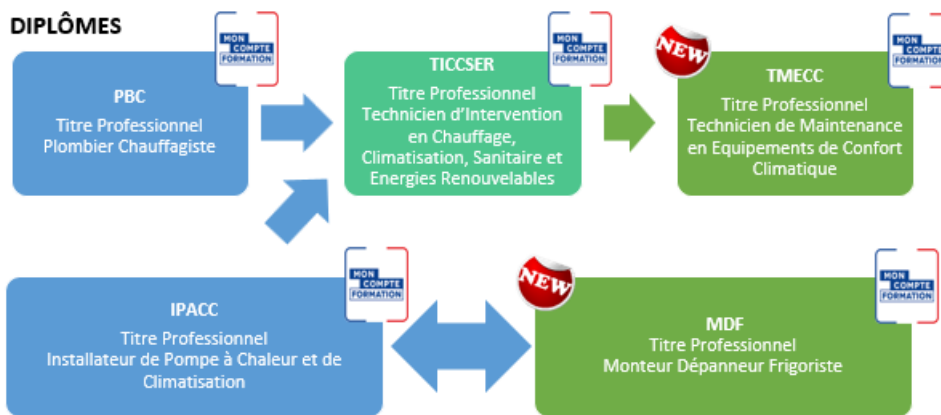 DIPLÔMES
MON
COMPTE
FORMATION
PBC
Titre Professionnel
Plombier Chauffagiste
MON
COMPTE
FORMATION
TICCSER
Titre Professionnel
Technicien d'Intervention
en Chauffage,
Climatisation, Sanitaire et
Energies Renouvelables
NEW
MON
COMPTE
FORMATION
TMECC
Titre Professionnel
Technicien de Maintenance
en Equipements de Confort
Climatique
MON
COMPTE
FORMATION
IPACC
Titre Professionnel
Installateur de Pompe à Chaleur et de
Climatisation
NEW
MON
COMPTE
FORMATION
MDF
Titre Professionnel
Monteur Dépanneur Frigoriste